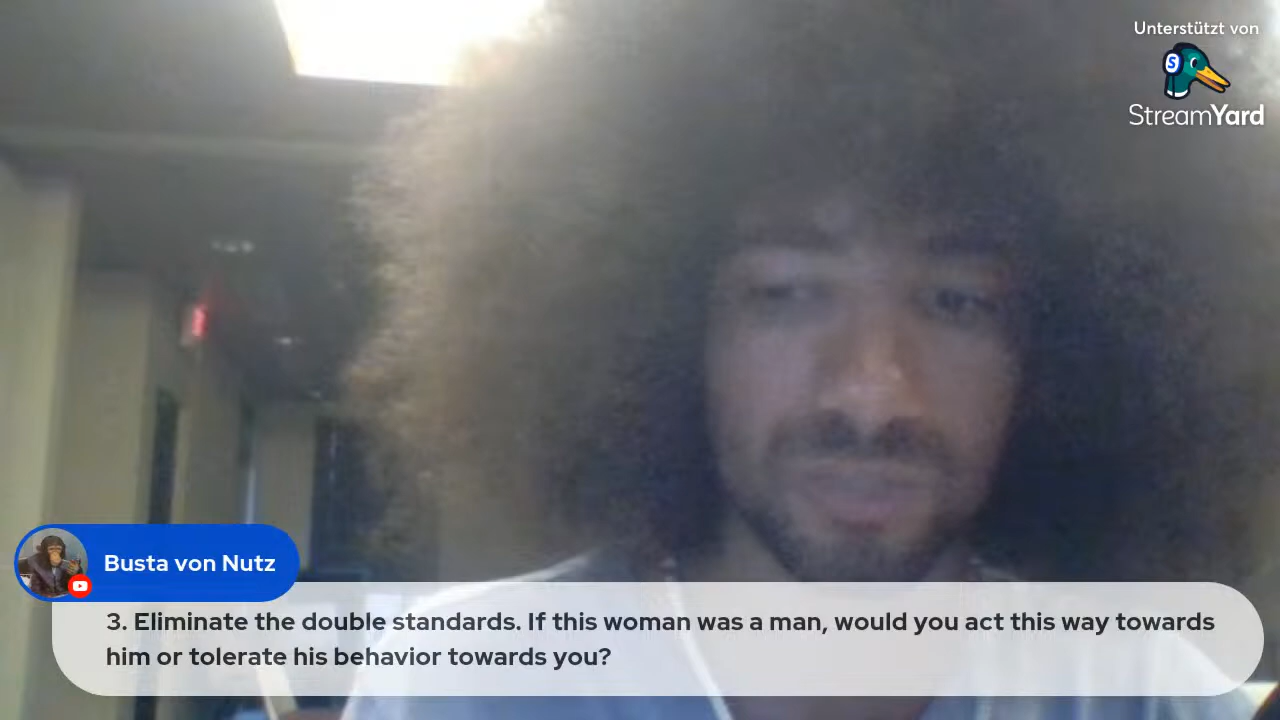 Unterstützt von
StreamYard
Busta von Nutz
3. Eliminate the double standards. If this woman was a man, would you act this way towards
him or tolerate his behavior towards you?